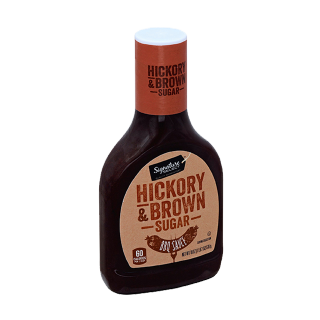 HICKORY
& BROWN
SUGAR
Signature
HICKORY
& BROWN
SUGAR
BBQ SAUCE
60